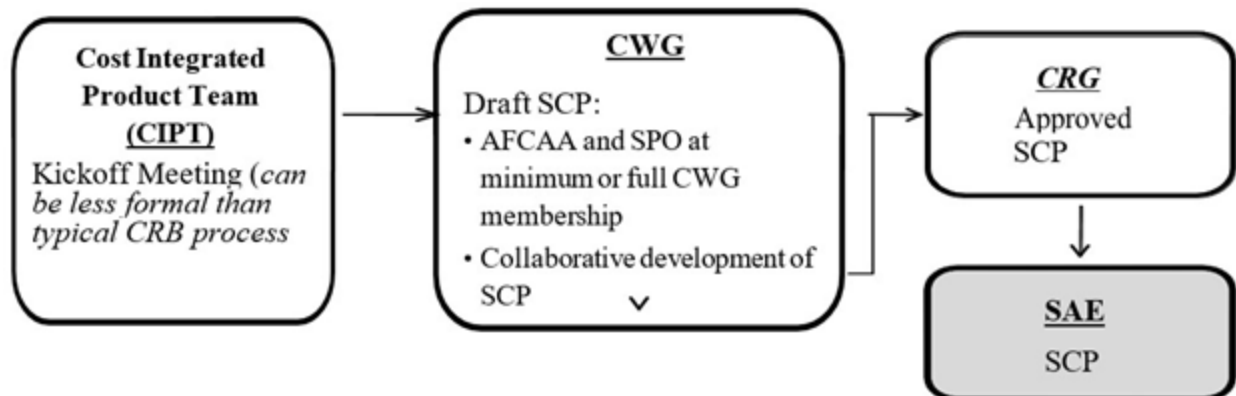 Cost Integrated
Product Team
(CIPT)
Kickoff Meeting (can
be less formal than
typical CRB process
CWG
Draft SCP:
• AFCAA and SPO at
minimum or full CWG
membership
• Collaborative development of
SCP
CRG
Approved
SCP
SAE
SCP